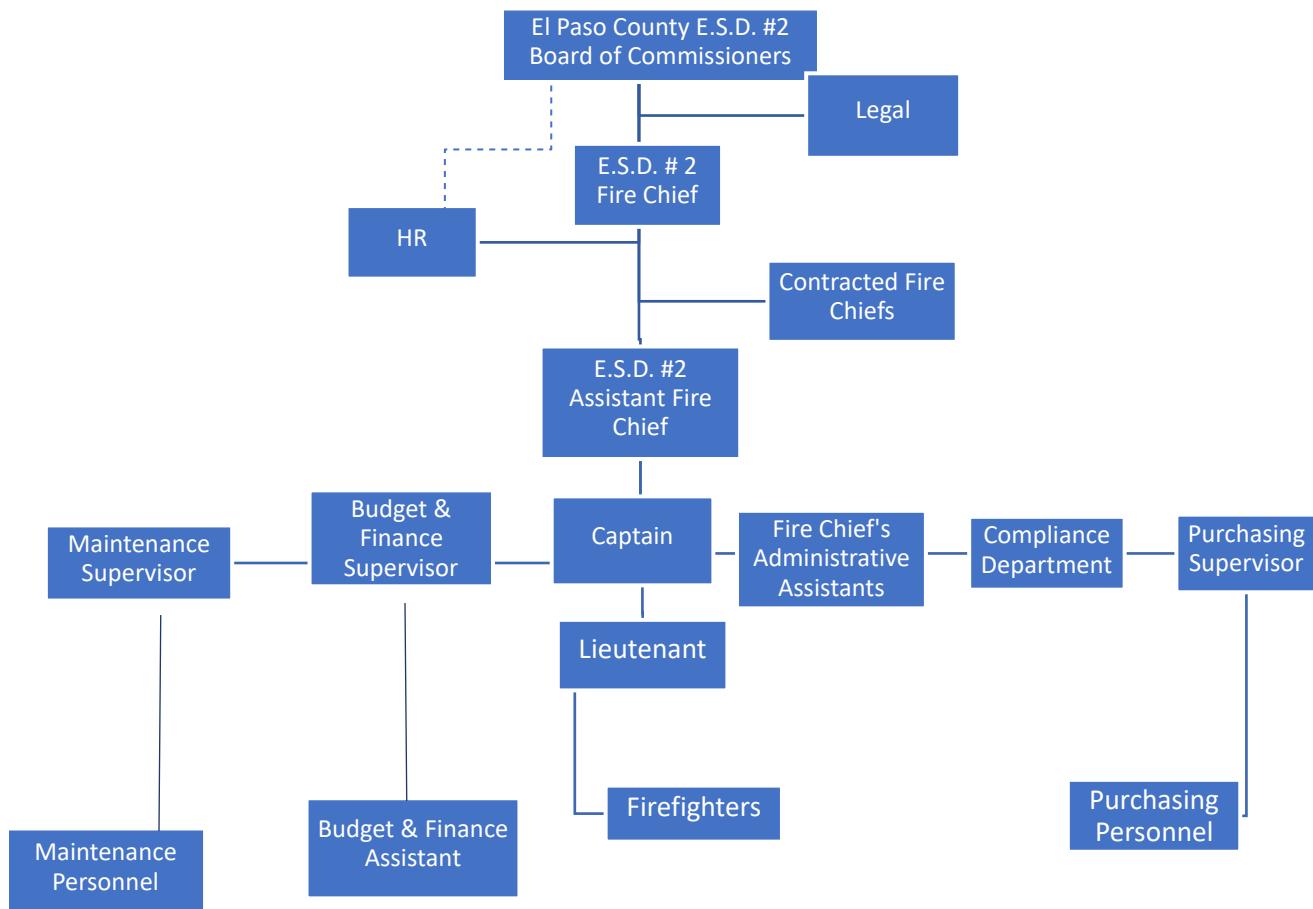 El Paso County E.S.D. #2
Board of Commissioners
Legal
E.S.D. # 2
Fire Chief
HR
Contracted Fire
Chiefs
E.S.D. #2
Assistant Fire
Chief
Maintenance
Supervisor
Budget &
Finance
Supervisor
Captain
Fire Chief's
Administrative
Assistants
Compliance
Department
Purchasing
Supervisor
Lieutenant
Firefighters
Purchasing
Personnel
Budget & Finance
Assistant
Maintenance
Personnel